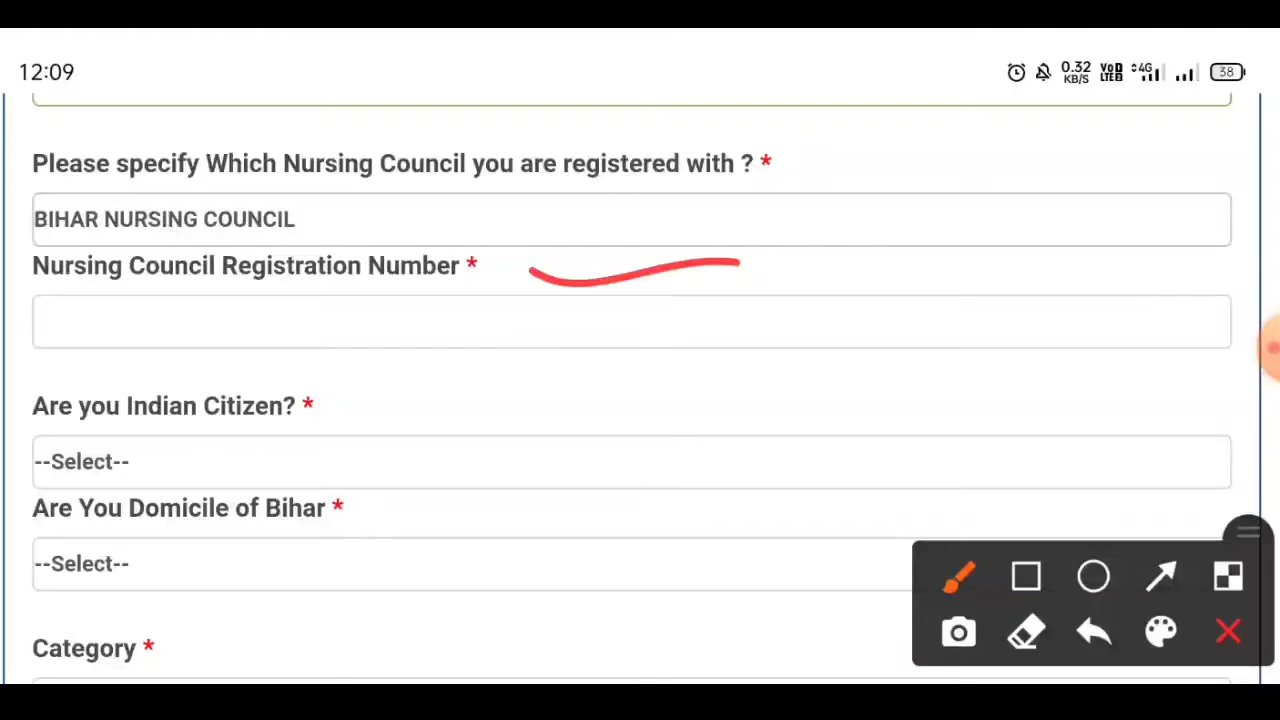 12:09
0.32
KB/S
VoD
LTE
4G
38
Please specify Which Nursing Council you are registered with ? *
BIHAR NURSING COUNCIL
Nursing Council Registration Number *
Are you Indian Citizen? *
--Select--
Are You Domicile of Bihar *
--Select--
Category *